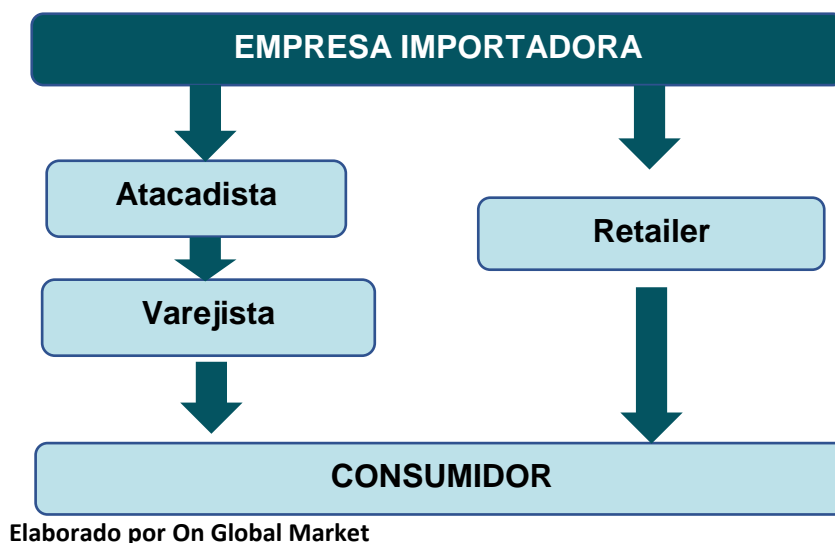 EMPRESA IMPORTADORA
Atacadista
Retailer
Varejista
CONSUMIDOR
Elaborado por On Global Market